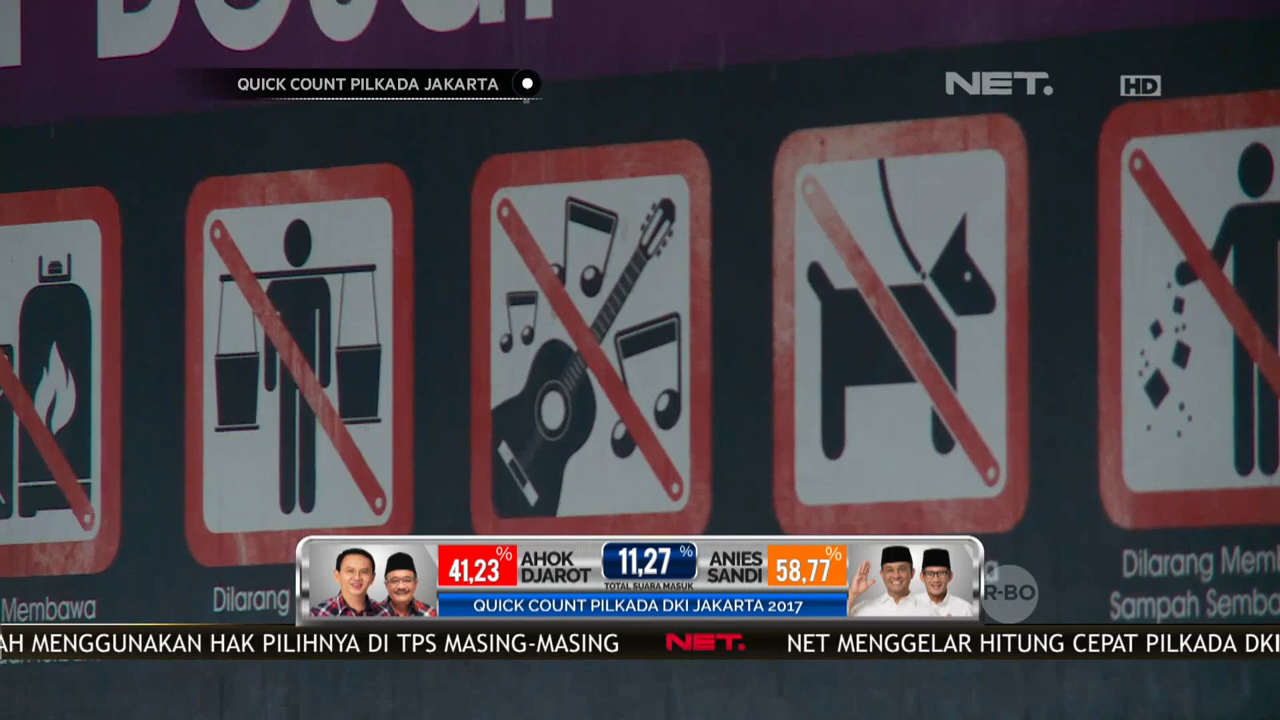 QUICK COUNT PILKADA JAKARTA
NET.
HD
Membawa
Dilarang
Dilarang
Sampah
41,23%
AHOK
DJAROT
11,27 %
TOTAL SUARA MASUK
ANIES
SANDI
58,77%
QUICK COUNT PILKADA DKI JAKARTA 2017
R-BO
AH MENGGUNAKAN HAK PILIHNYA DI TPS MASING-MASING NET. NET MENGGELAR HITUNG CEPAT PILKADA DKI